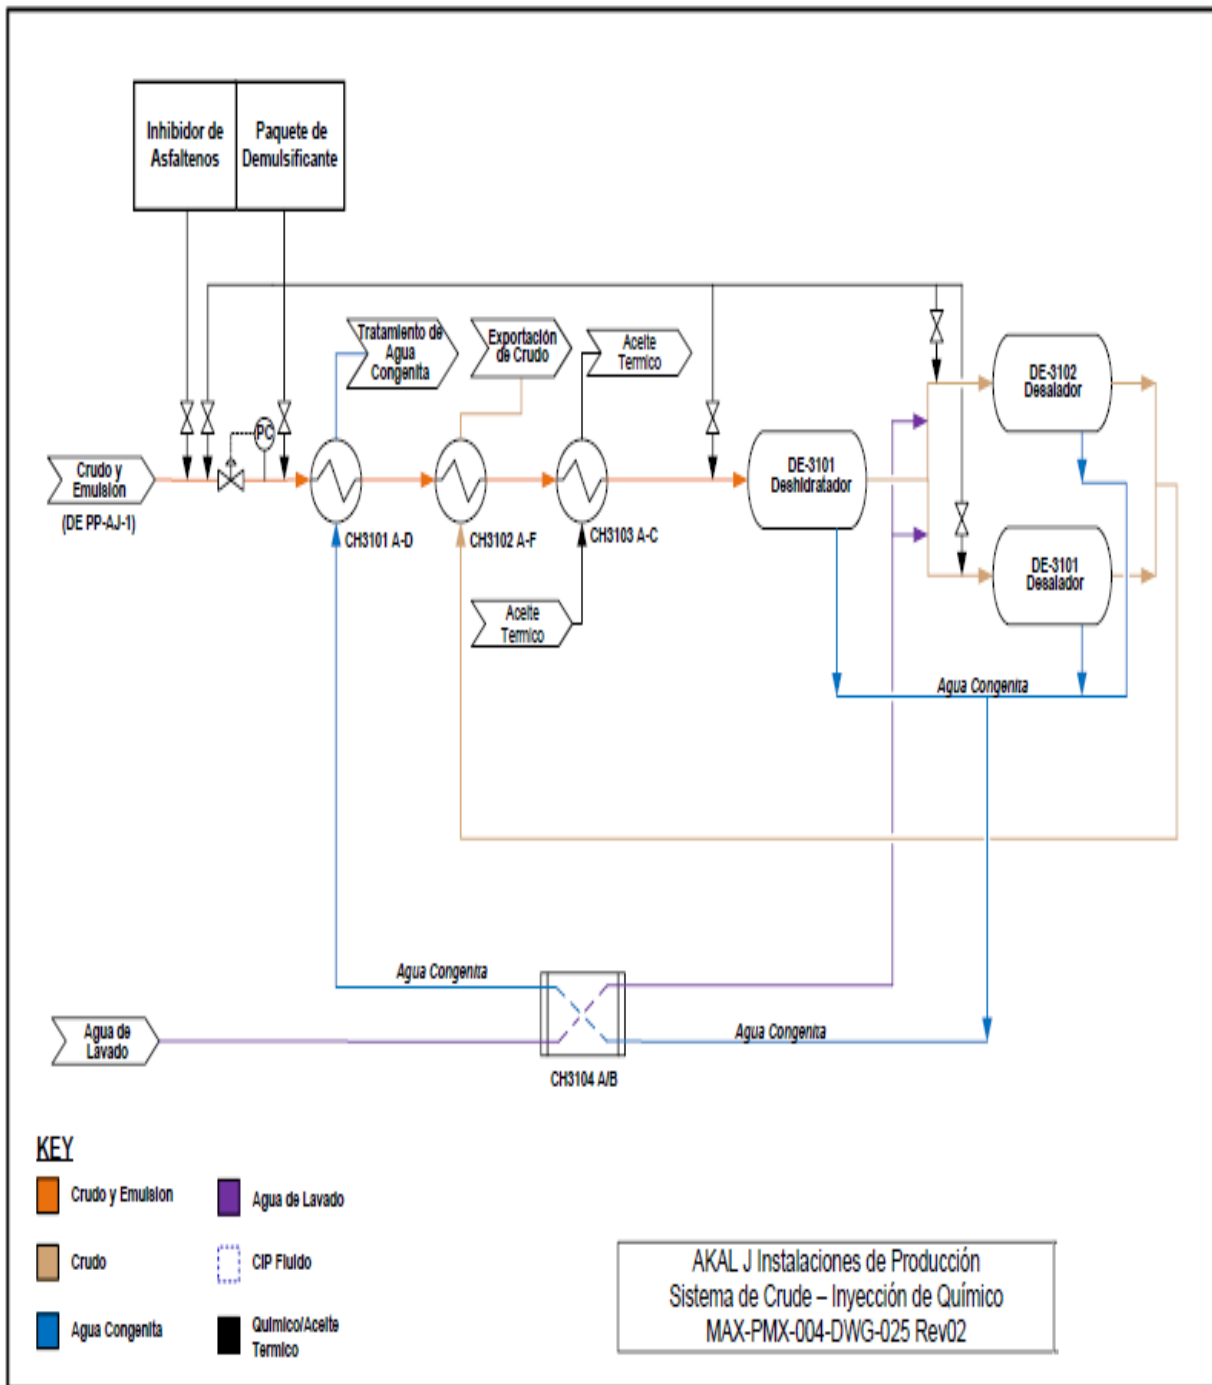 Inhibidor de
Asfaltenos
Paquete de
Demulsificante
Tratamiento de
Agua
Congenita
Exportación
de Crudo
Aceite
Termico
DE-3102
Desalador
PC
Crudo y
Emulsion
(DE PP-AJ-1)
DE-3101
Deshidratador
CH3101 A-D
CH3102 A-F
CH3103 A-C
DE-3101
Desalador
Aceite
Termico
Agua Congenita
Agua Congenita
Agua de
Lavado
Agua Congenita
CH3104 A/B
KEY
Crudo y Emulsion
Agua de Lavado
Crudo
CIP Fluido
Agua Congenita
Quimico/Aceite
Termico
AKAL J Instalaciones de Producción
Sistema de Crude – Inyección de Químico
MAX-PMX-004-DWG-025 Rev02